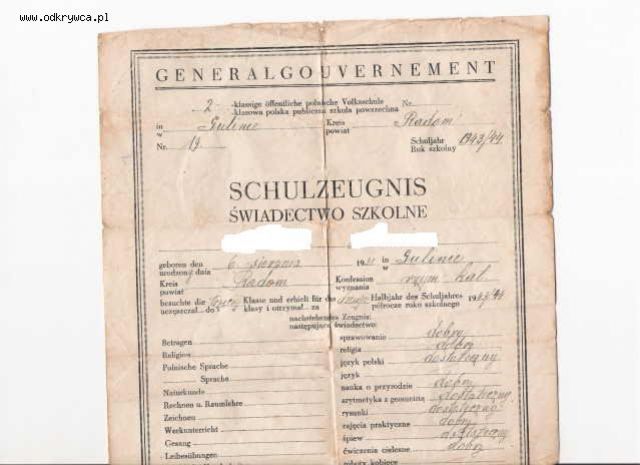 www.odkrywca.pl
GENERALGOUVERNEMENT
2 -klassige öffentliche polnische Volksschule Nr.
-klasowa polska publiczna szkoła powszechna
in Gulinie Kreis Radom
w powiat
Nr. 19 Schuljahr 1943/44
Rok szkolny
SCHULZEUGNIS
ŚWIADECTWO SZKOLNE
geboren den 6 sierpnia 19 in Gulinie
urodzony dnia w
Kreis Radom Konfession rzym. kat.
powiat wyznania
besuchte die Klasse und erhielt für das Halbjahr des Schuljahres 1943/44
uczęszczał do klasy i otrzymał za półrocze roku szkolnego
nachstehendes Zeugnis:
następujące świadectwo:
Betragen sprawowanie dobry
Religion religia dobry
Polnische Sprache język polski dostateczny
Sprache język
Naturkunde nauka o przyrodzie dobry
Rechnen u. Raumlehre arytmetyka z geometrią dostateczny
Zeichnen rysunki dostateczny
Werkunterricht zajęcia praktyczne dobry
Gesang śpiew dostateczny
Leibesübungen ćwiczenia cielesne dobry
roboty kobiece